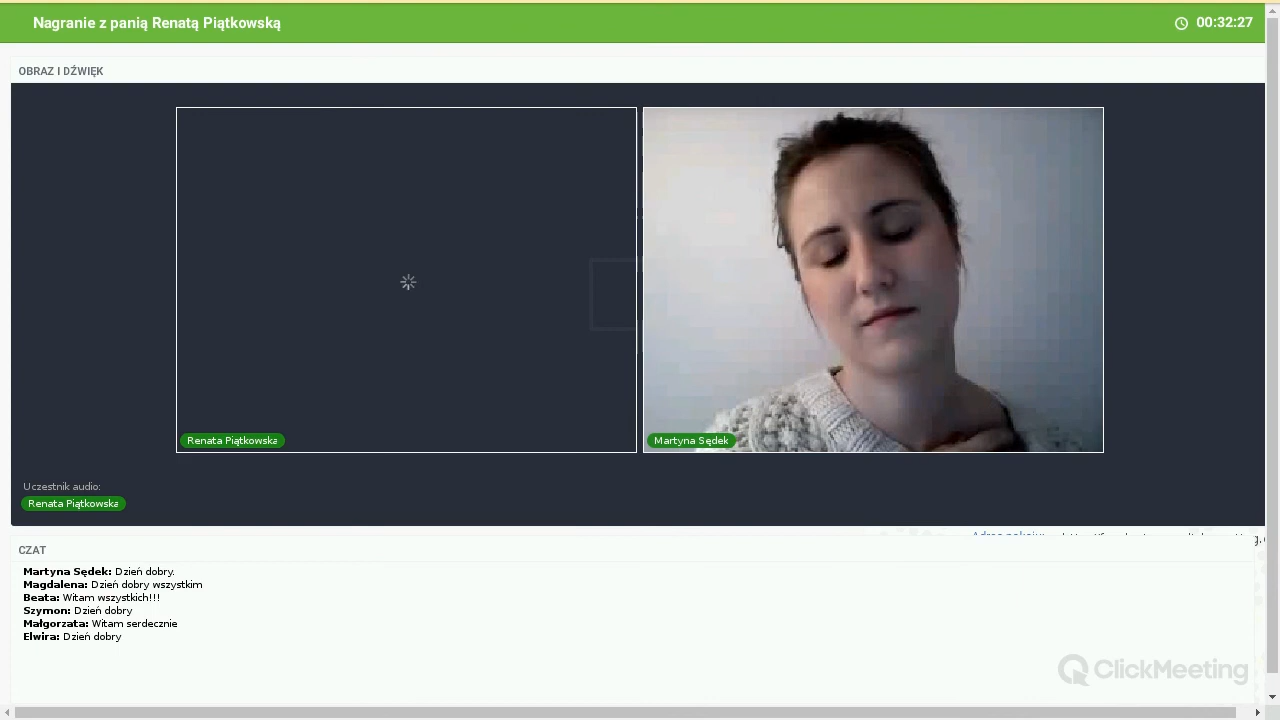 Nagranie z panią Renatą Piątkowską
00:32:27
OBRAZ I DŹWIĘK
Renata Piątkowska
Martyna Sędek
Uczestnik audio:
Renata Piątkowska
CZAT
Martyna Sędek: Dzień dobry.
Magdalena: Dzień dobry wszystkim
Beata: Witam wszystkich!!!
Szymon: Dzień dobry
Małgorzata: Witam serdecznie
Elwira: Dzień dobry
ClickMeeting